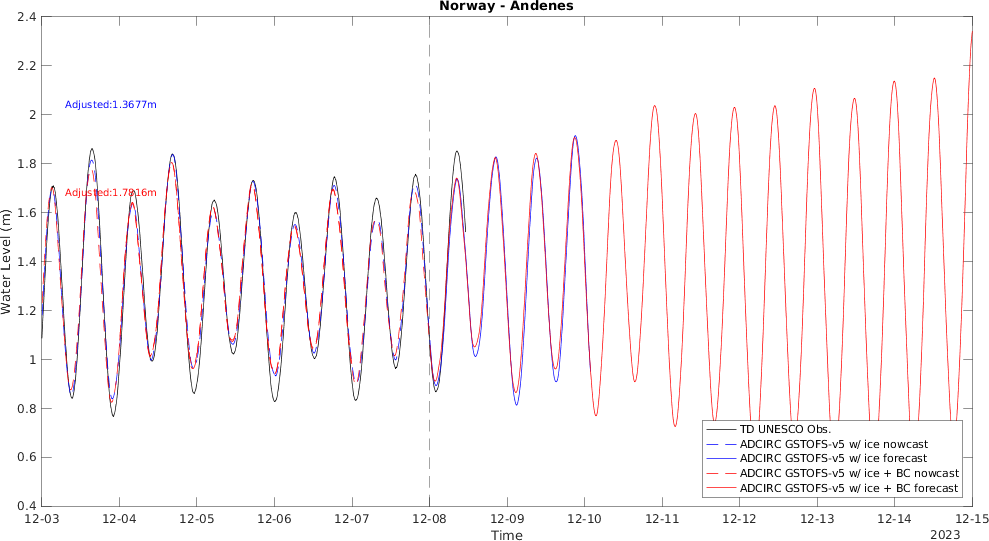 Norway - Andenes
2.4
2.2
2
1.8
1.6
1.4
1.2
1
0.8
0.6
0.4
Water Level (m)
Adjusted:1.3677m
Adjusted:1.7816m
TD UNESCO Obs.
ADCIRC GSTOFS-v5 w/ ice nowcast
ADCIRC GSTOFS-v5 w/ ice forecast
ADCIRC GSTOFS-v5 w/ ice + BC nowcast
ADCIRC GSTOFS-v5 w/ ice + BC forecast
12-03 12-04 12-05 12-06 12-07 12-08 12-09 12-10 12-11 12-12 12-13 12-14 12-15
Time
2023